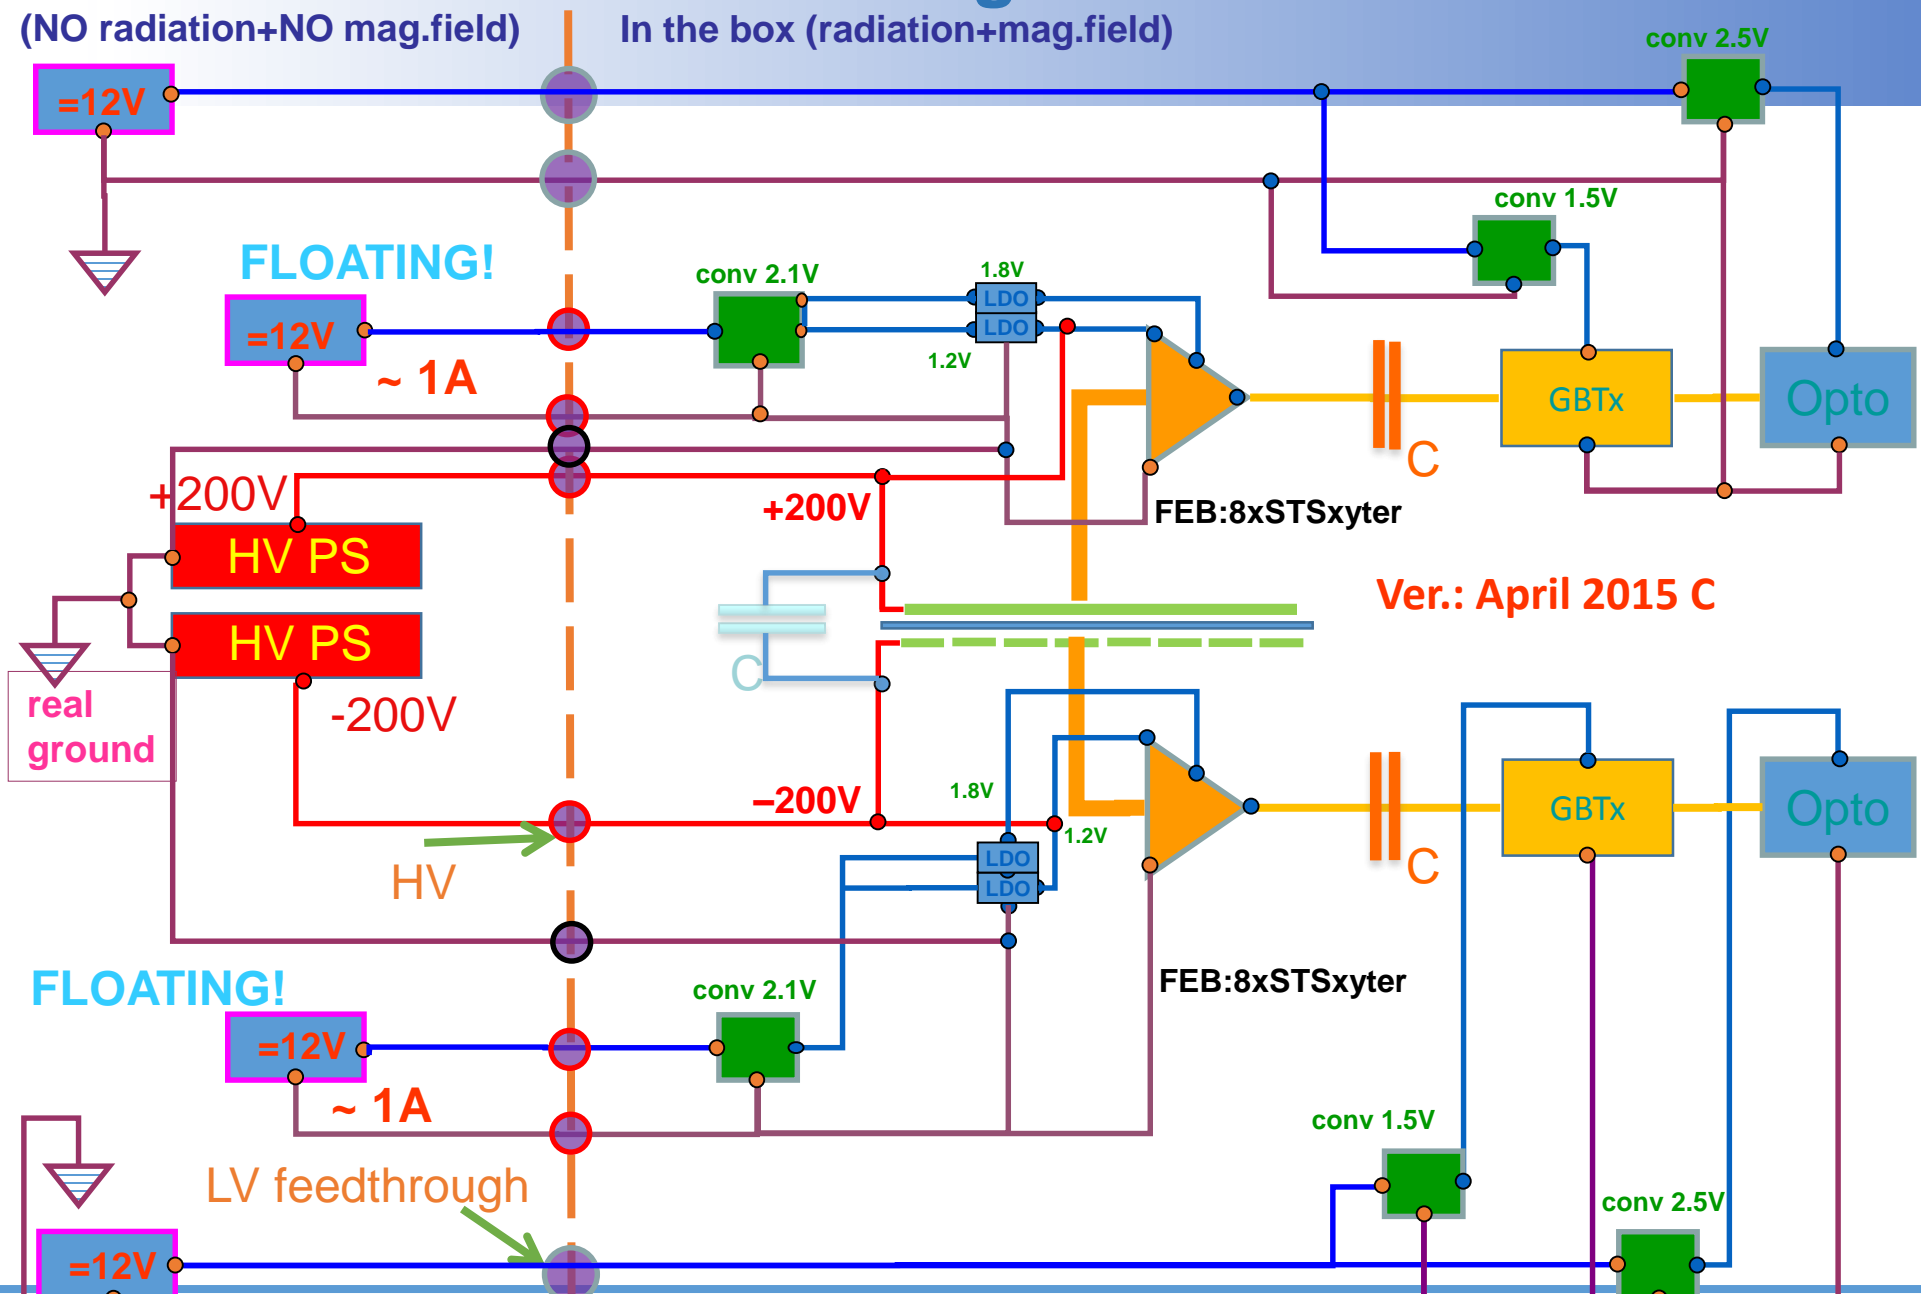 (NO radiation+NO mag.field)
In the box (radiation+mag.field)
conv 2.5V
=12V
conv 1.5V
FLOATING!
conv 2.1V
1.8V
LDO
=12V
LDO
~ 1A
1.2V
GBTx
Opto
C
+200V
+200V
FEB:8xSTSxyter
HV PS
Ver.: April 2015 C
HV PS
C
real
ground
-200V
−200V
1.8V
GBTx
Opto
1.2V
LDO
C
HV
LDO
FLOATING!
conv 2.1V
FEB:8xSTSxyter
=12V
~ 1A
conv 1.5V
LV feedthrough
conv 2.5V
=12V